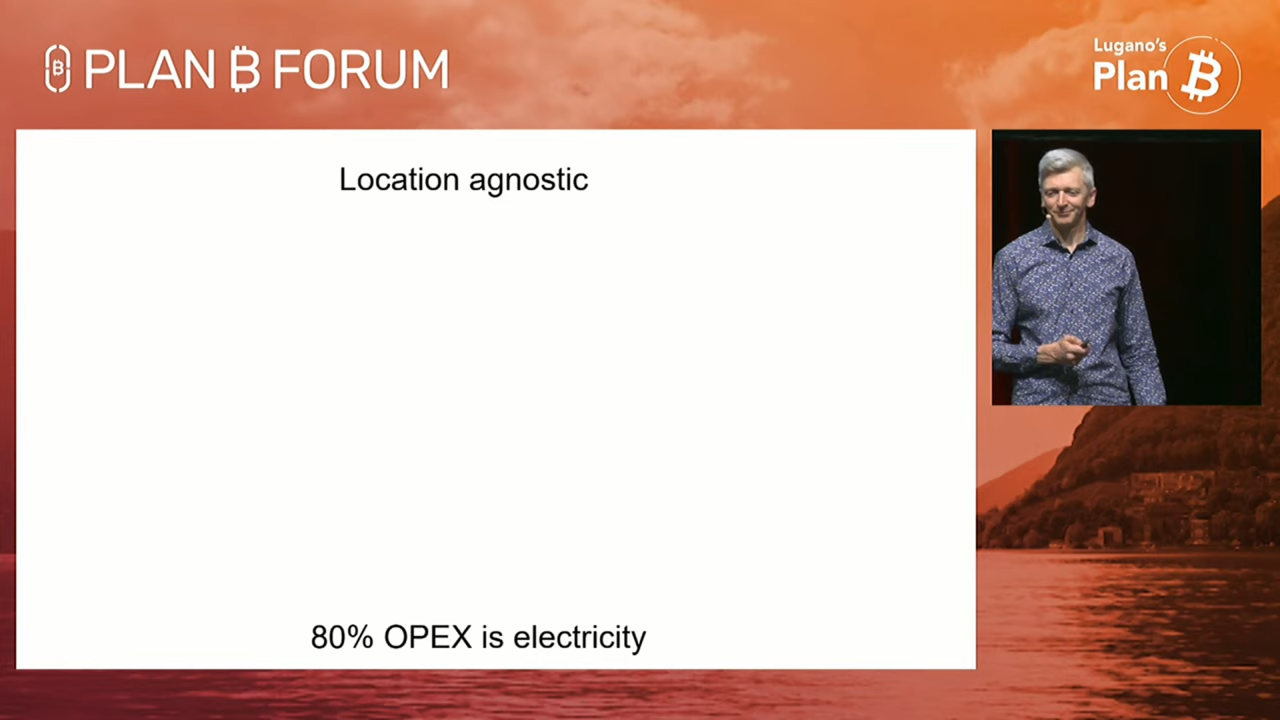 PLAN ₿ FORUM
Lugano's
Plan ₿
Location agnostic
80% OPEX is electricity